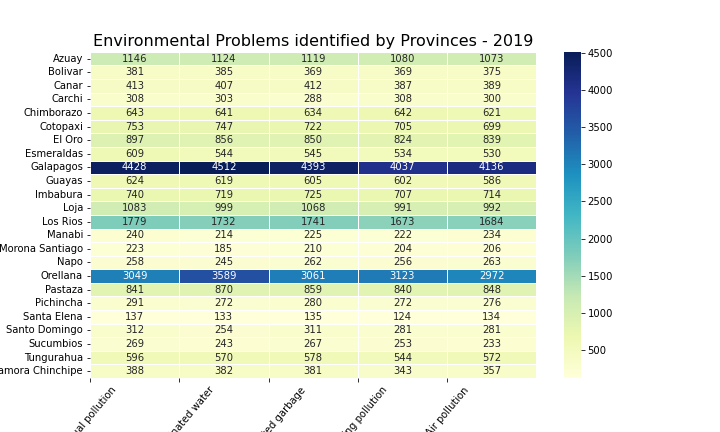 Environmental Problems identified by Provinces - 2019
Azuay 1146 1124 1119 1080 1073
Bolivar 381 385 369 369 375
Canar 413 407 412 387 389
Carchi 308 303 288 308 300
Chimborazo 643 641 634 642 621
Cotopaxi 753 747 722 705 699
El Oro 897 856 850 824 839
Esmeraldas 609 544 545 534 530
Galapagos 4428 4512 4393 4037 4136
Guayas 624 619 605 602 586
Imbabura 740 719 725 707 714
Loja 1083 999 1068 991 992
Los Rios 1779 1732 1741 1673 1684
Manabi 240 214 225 222 234
Morona Santiago 223 185 210 204 206
Napo 258 245 262 256 263
Orellana 3049 3589 3061 3123 2972
Pastaza 841 870 859 840 848
Pichincha 291 272 280 272 276
Santa Elena 137 133 135 124 134
Santo Domingo 312 254 311 281 281
Sucumbios 269 243 267 253 233
Tungurahua 596 570 578 544 572
amora Chinchipe 388 382 381 343 357
pollution
water
garbage
pollution
Air pollution
4500
4000
3500
3000
2500
2000
1500
1000
500